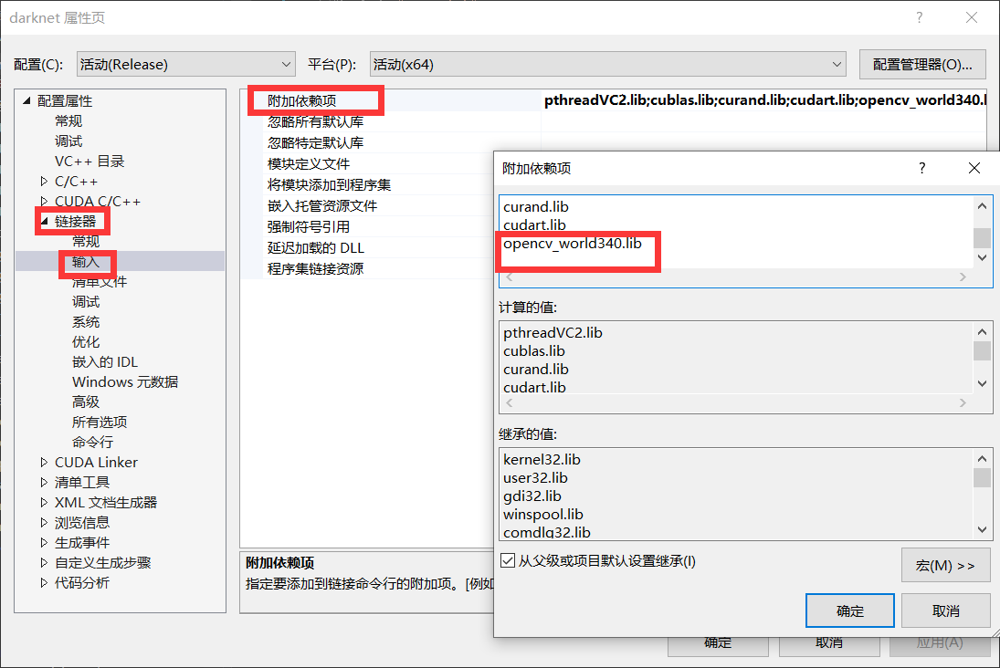 darknet 属性页
配置(C):
活动(Release)
平台(P):
活动(x64)
配置管理器(O)...
配置属性
常规
调试
VC++ 目录
C/C++
CUDA C/C++
链接器
常规
输入
清单文件
调试
系统
优化
嵌入的 IDL
Windows 元数据
高级
所有选项
命令行
CUDA Linker
清单工具
XML 文档生成器
浏览信息
生成事件
自定义生成步骤
代码分析
附加依赖项
pthreadVC2.lib;cublas.lib;curand.lib;cudart.lib;opencv_world340.l
忽略所有默认库
忽略特定默认库
模块定义文件
将模块添加到程序集
嵌入托管资源文件
强制符号引用
延迟加载的 DLL
程序集链接资源
附加依赖项
指定要添加到链接命令行的附加项。[例如
附加依赖项
curand.lib
cudart.lib
opencv_world340.lib
计算的值:
pthreadVC2.lib
cublas.lib
curand.lib
cudart.lib
继承的值:
kernel32.lib
user32.lib
gdi32.lib
winspool.lib
comdlg32.lib
从父级或项目默认设置继承(I)
宏(M) >>
确定
取消
确定
取消
应用(A)